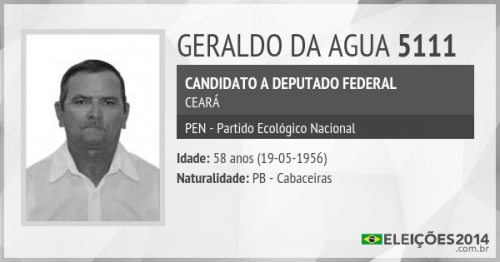 GERALDO DA AGUA 5111
CANDIDATO A DEPUTADO FEDERAL
CEARÁ
PEN - Partido Ecológico Nacional
Idade: 58 anos (19-05-1956)
Naturalidade: PB - Cabaceiras
ELEIÇÕES2014
.com.br